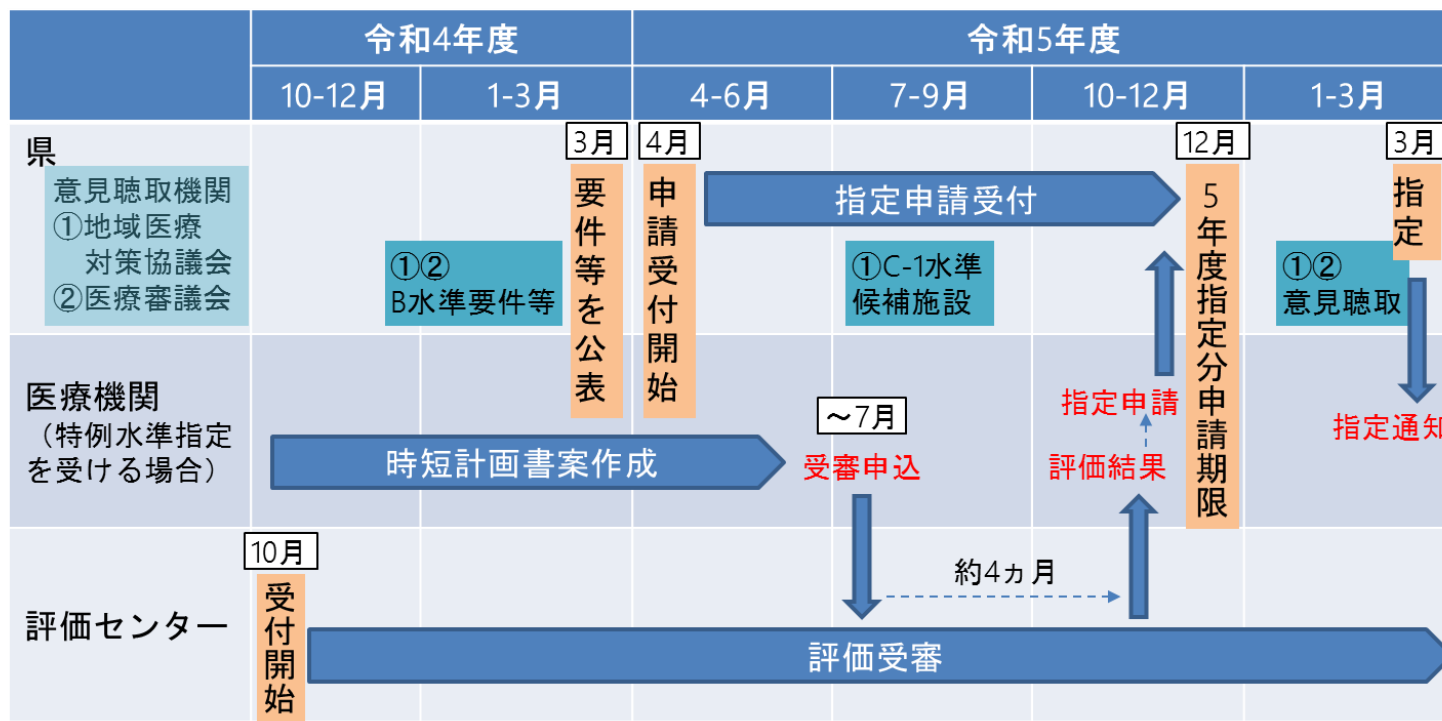 令和4年度
令和5年度
10-12月
1-3月
4-6月
7-9月
10-12月
1-3月
県
意見聴取機関
①地域医療
対策協議会
②医療審議会
①②
B水準要件等
3月
要件等を公表
4月
申請受付開始
指定申請受付
①C-1水準
候補施設
12月
5年度指定分申請期限
①②
意見聴取
3月
指定
医療機関
（特例水準指定
を受ける場合）
時短計画書案作成
～7月
受審申込
指定申請
評価結果
指定通知
評価センター
10月
受付開始
約4ヵ月
評価受審